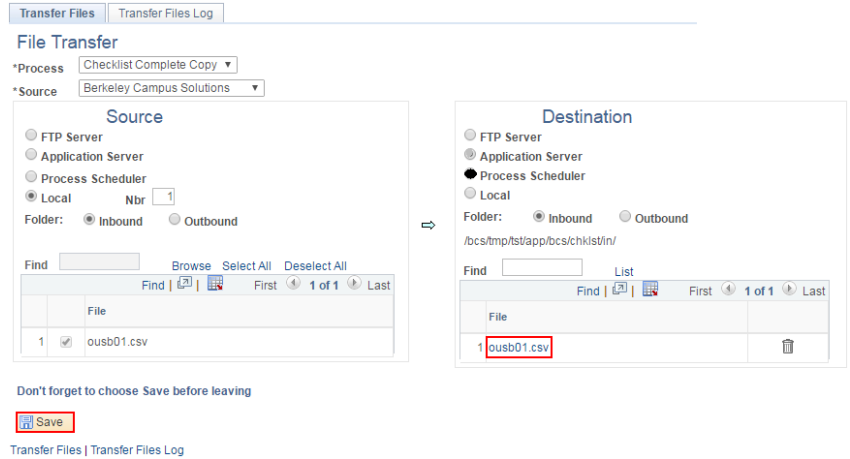 Transfer Files Transfer Files Log
File Transfer
*Process Checklist Complete Copy
*Source Berkeley Campus Solutions
Source
FTP Server
Application Server
Process Scheduler
Local Nbr 1
Folder: Inbound Outbound
Find Browse Select All Deselect All
Find | | First 1 of 1 Last
File
1 ousb01.csv
Destination
FTP Server
Application Server
Process Scheduler
Local
Folder: Inbound Outbound
/bcs/tmp/tst/app/bcs/chklst/in/
Find List
Find | | First 1 of 1 Last
File
1 ousb01.csv
Don't forget to choose Save before leaving
Save
Transfer Files | Transfer Files Log